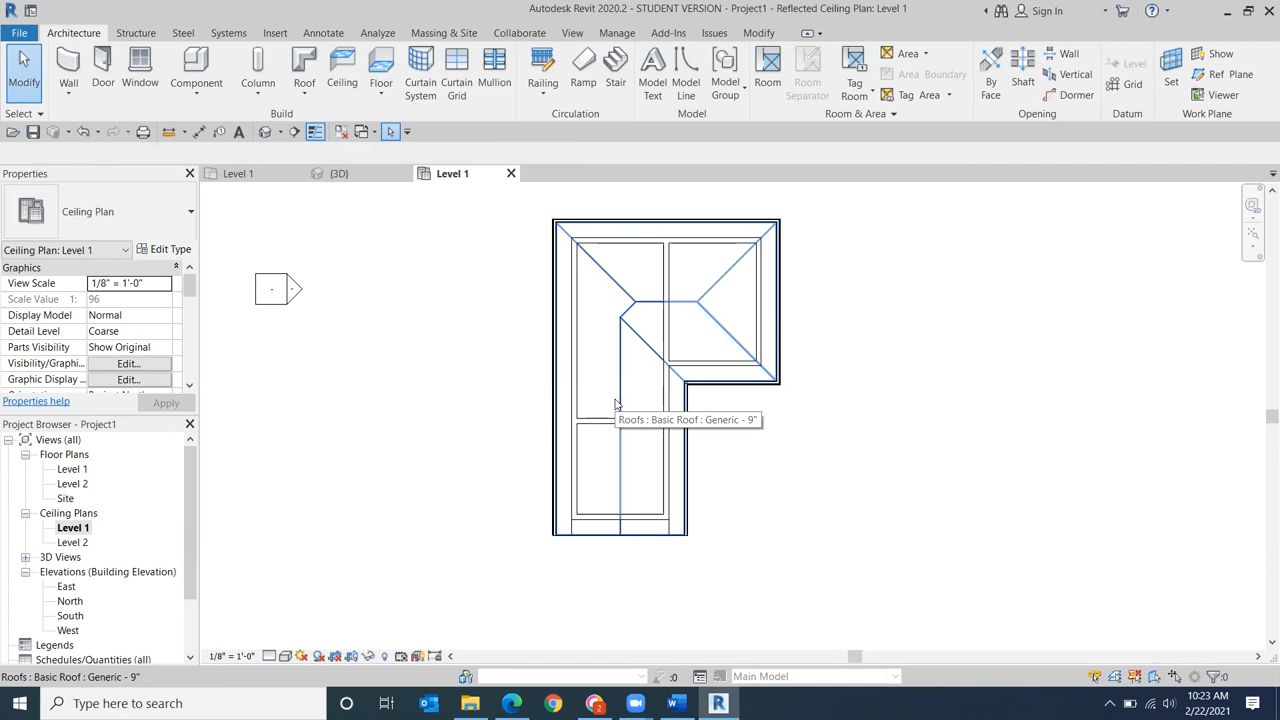 Autodesk Revit 2020.2 - STUDENT VERSION - Project1 - Reflected Ceiling Plan: Level 1
Sign In
File Architecture Structure Steel Systems Insert Annotate Analyze Massing & Site Collaborate View Manage Add-Ins Issues Modify
Modify Wall Door Window Component Column Roof Ceiling Floor Curtain System Curtain Grid Mullion Railing Ramp Stair Model Text Model Line Model Group Room Room Separator Tag Room Area Area Boundary Tag Area By Face Shaft Wall Vertical Dormer Level Grid Set Show Ref Plane Viewer
Select Build Circulation Model Room & Area Opening Datum Work Plane
Properties
Level 1 {3D} Level 1
Ceiling Plan
Ceiling Plan: Level 1 Edit Type
Graphics
View Scale 1/8" = 1'-0"
Scale Value 1: 96
Display Model Normal
Detail Level Coarse
Parts Visibility Show Original
Visibility/Graphi... Edit...
Graphic Display ... Edit...
Properties help Apply
Project Browser - Project1
Views (all)
Floor Plans
Level 1
Level 2
Site
Ceiling Plans
Level 1
Level 2
3D Views
Elevations (Building Elevation)
East
North
South
West
Legends
Schedules/Quantities (all)
Roofs : Basic Roof : Generic - 9"
1/8" = 1'-0"
Roofs : Basic Roof : Generic - 9" :0 Main Model :0
Type here to search
2
10:23 AM
2/22/2021